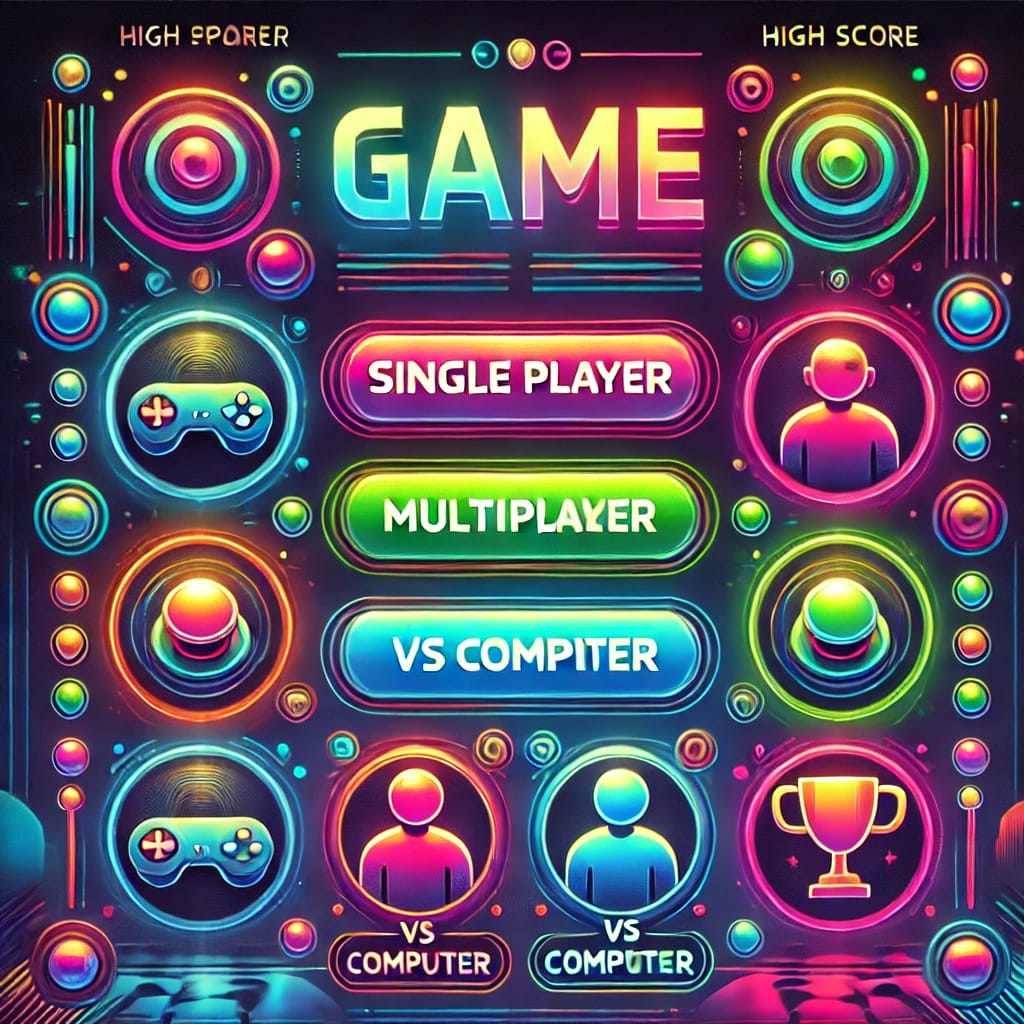 HIGH SPORER
HIGH SCORE
GAME
SINGLE PLAYER
MULTIPLAYER
VS COMPITER
VS
COMPUTER
VS
COMPUTER